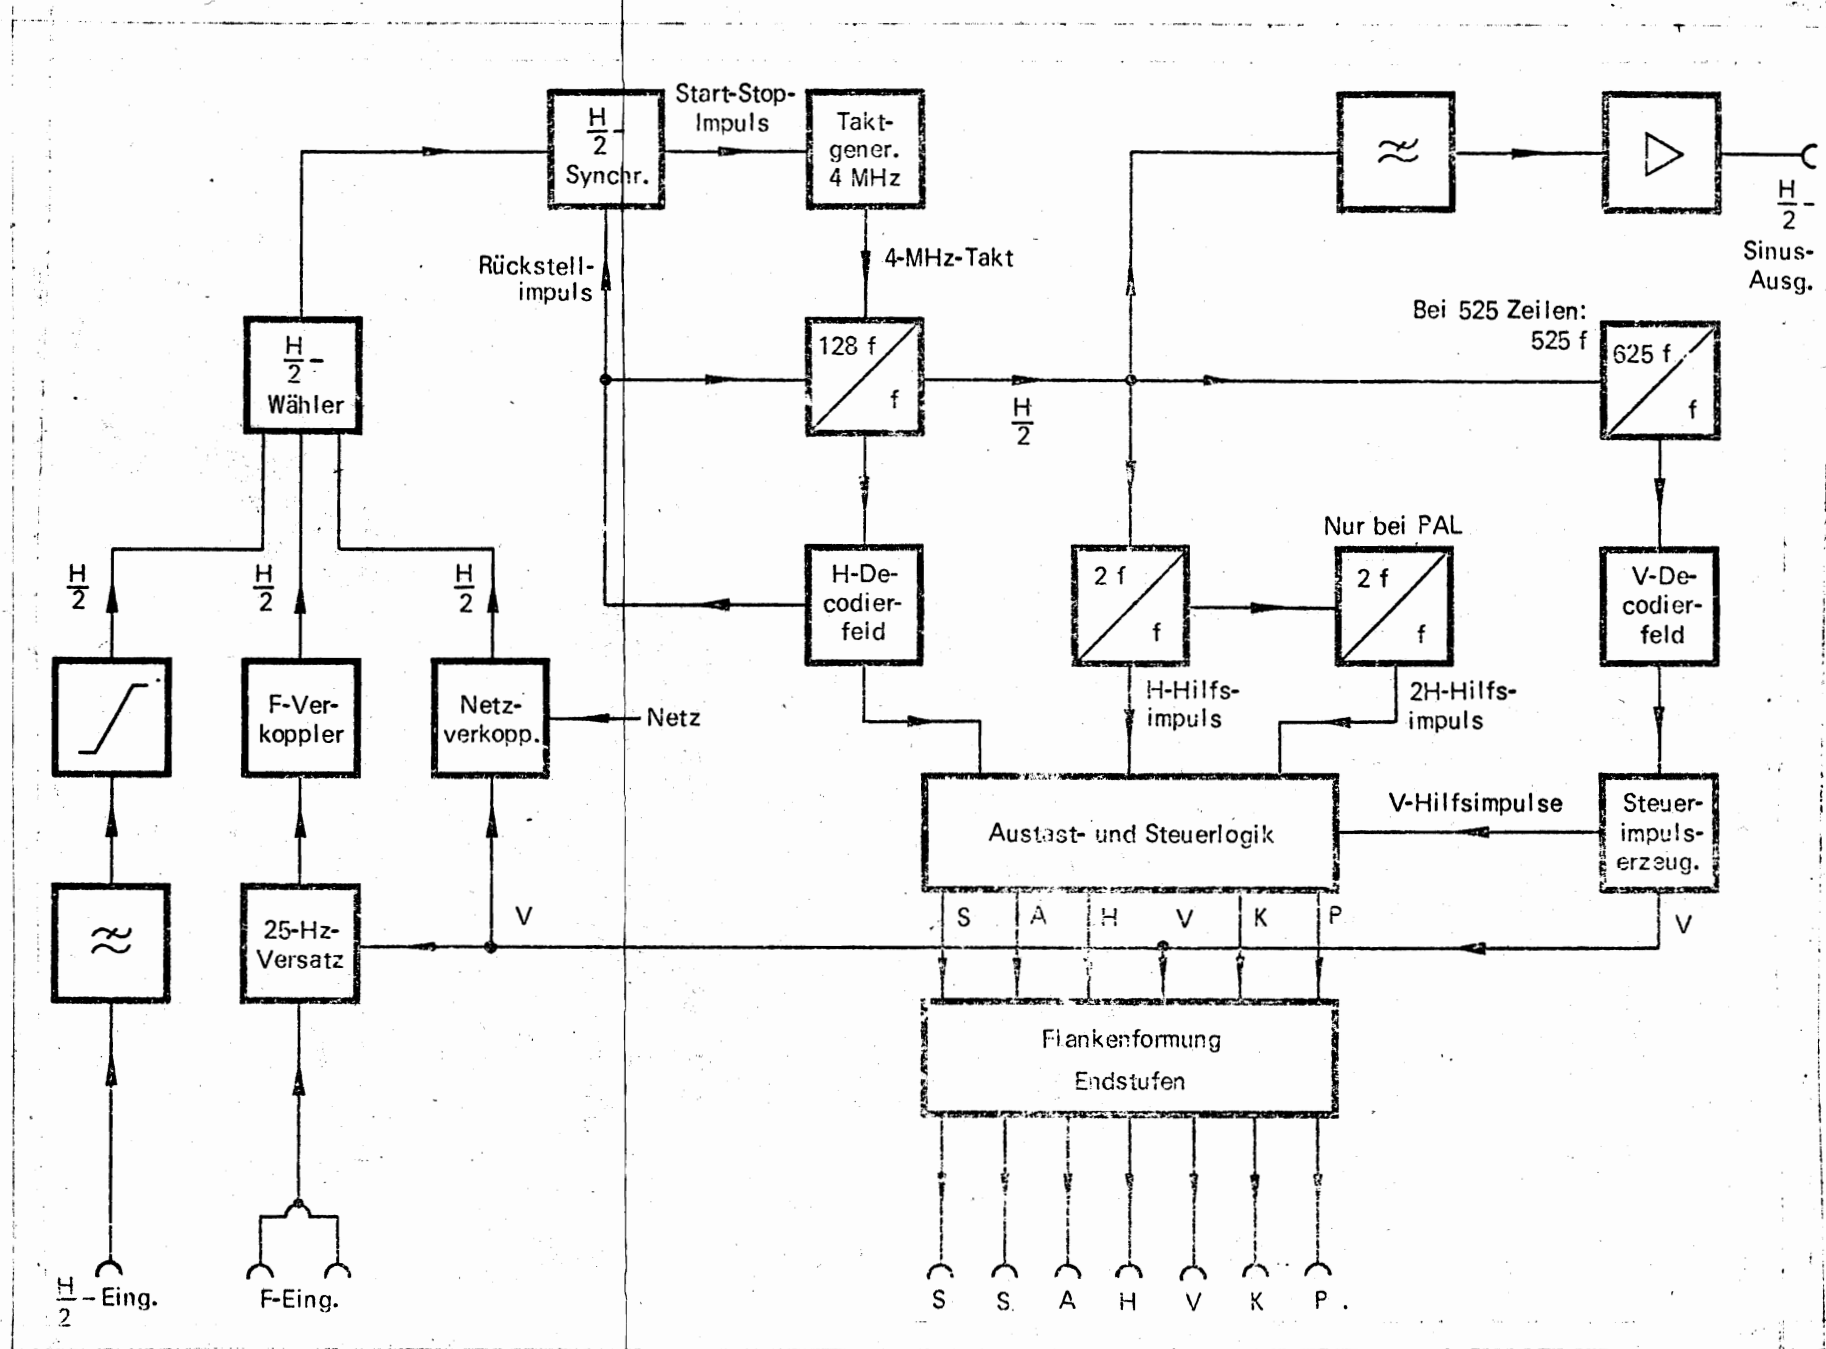 Start-Stop-
Impuls
H
2 -
Synchr.
Takt-
gener.
4 MHz
H
2 -
Sinus-
Ausg.
Rückstell-
impuls
4-MHz-Takt
Bei 525 Zeilen:
525 f
H
2 -
Wähler
128 f
f
H
2
625 f
f
Nur bei PAL
H
2
H
2
H
2
H-De-
codier-
feld
2 f
f
2 f
f
V-De-
codier-
feld
F-Ver-
koppler
Netz-
verkopp.
Netz
H-Hilfs-
impuls
2H-Hilfs-
impuls
Austast- und Steuerlogik
V-Hilfsimpulse
Steuer-
impuls-
erzeug.
25-Hz-
Versatz
V
S A H V K P
V
Flankenformung
Endstufen
H
2 - Eing.
F-Eing.
S S A H V K P